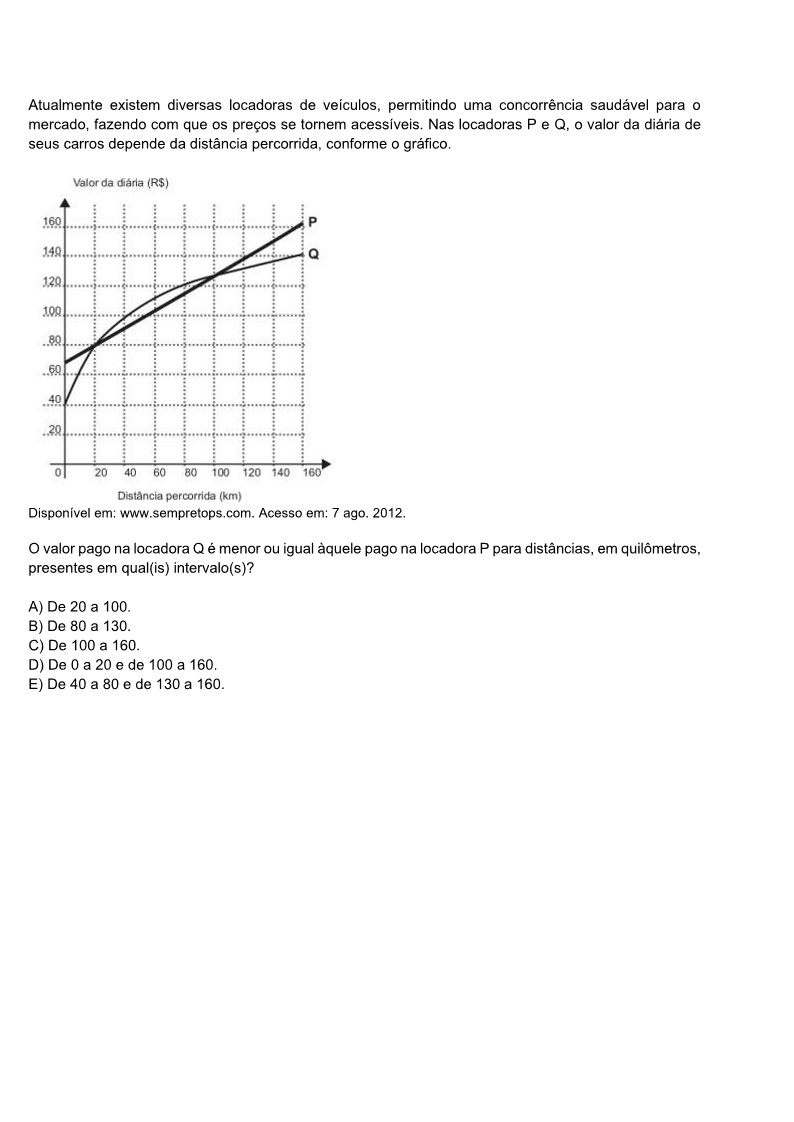 Atualmente existem diversas locadoras de veículos, permitindo uma concorrência saudável para o
mercado, fazendo com que os preços se tornem acessíveis. Nas locadoras P e Q, o valor da diária de
seus carros depende da distância percorrida, conforme o gráfico.
Valor da diária (R$)
160
P
140
Q
120
100
80
60
40
20
0 20 40 60 80 100 120 140 160
Distância percorrida (km)
Disponível em: www.sempretops.com. Acesso em: 7 ago. 2012.
O valor pago na locadora Q é menor ou igual àquele pago na locadora P para distâncias, em quilômetros,
presentes em qual(is) intervalo(s)?
A) De 20 a 100.
B) De 80 a 130.
C) De 100 a 160.
D) De 0 a 20 e de 100 a 160.
E) De 40 a 80 e de 130 a 160.